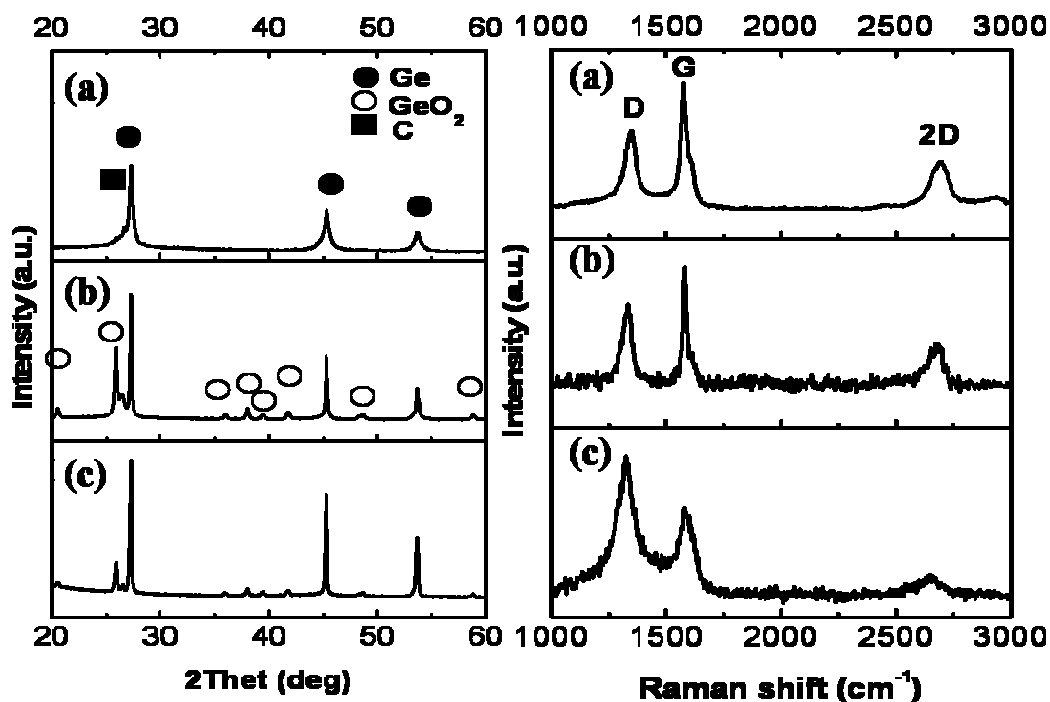 20 30 40 50 60
(a)
Ge
GeO2
C
(b)
(c)
Intensity (a.u.)
20 30 40 50 60
2Thet (deg)
1000 1500 2000 2500 3000
(a)
D
G
2D
(b)
(c)
Intensity (a.u.)
1000 1500 2000 2500 3000
Raman shift (cm-1)